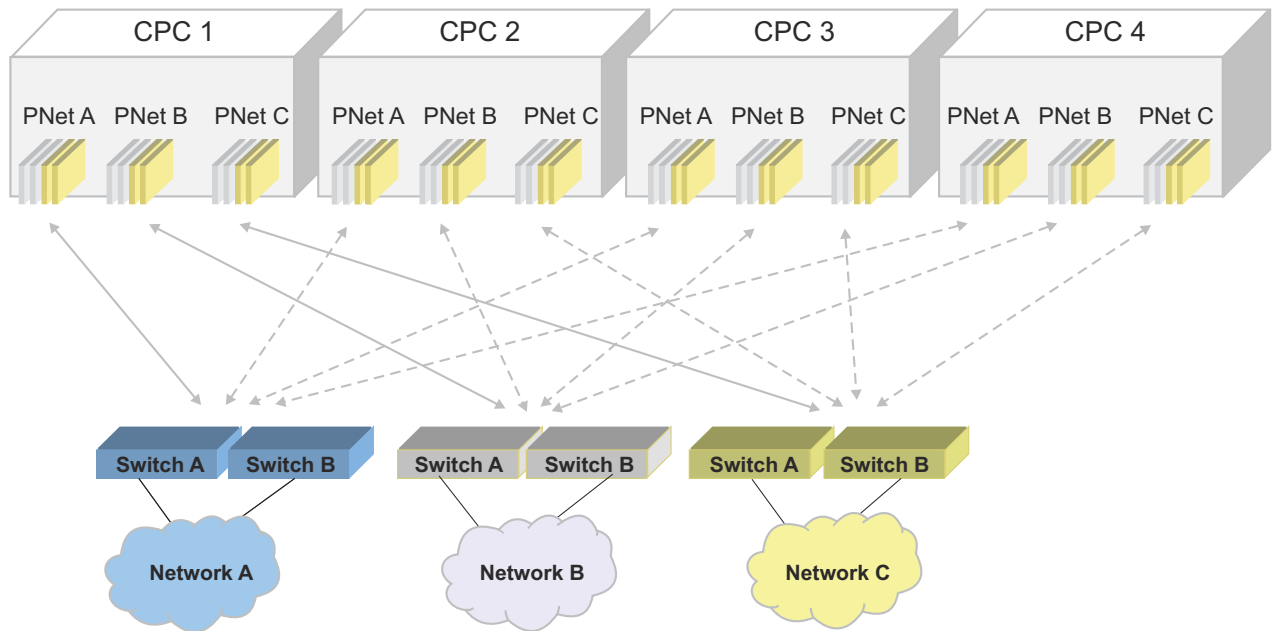 CPC 1
CPC 2
CPC 3
CPC 4
PNet A
PNet B
PNet C
PNet A
PNet B
PNet C
PNet A
PNet B
PNet C
PNet A
PNet B
PNet C
Switch A
Switch B
Switch A
Switch B
Switch A
Switch B
Network A
Network B
Network C